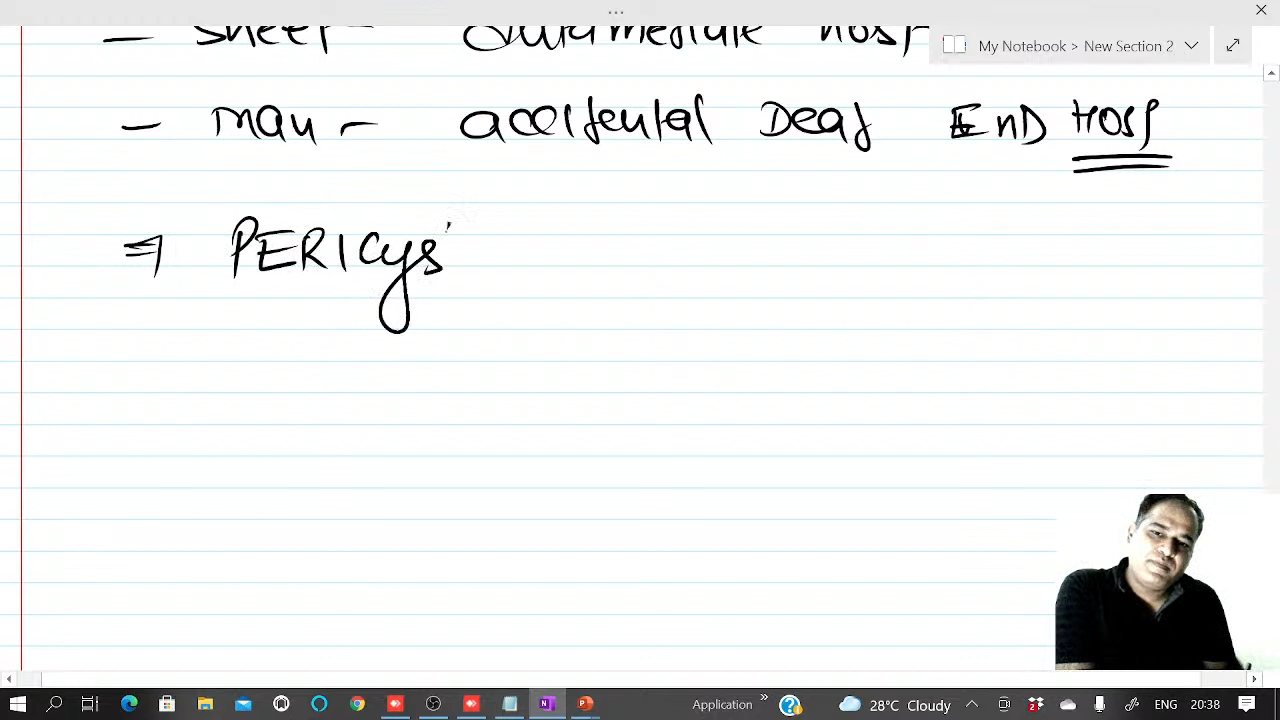 - Sheep - Intermediate host
My Notebook > New Section 2
- man - accidental Dead End Host
⇒ PERICys
Application
28°C Cloudy
ENG
20:38